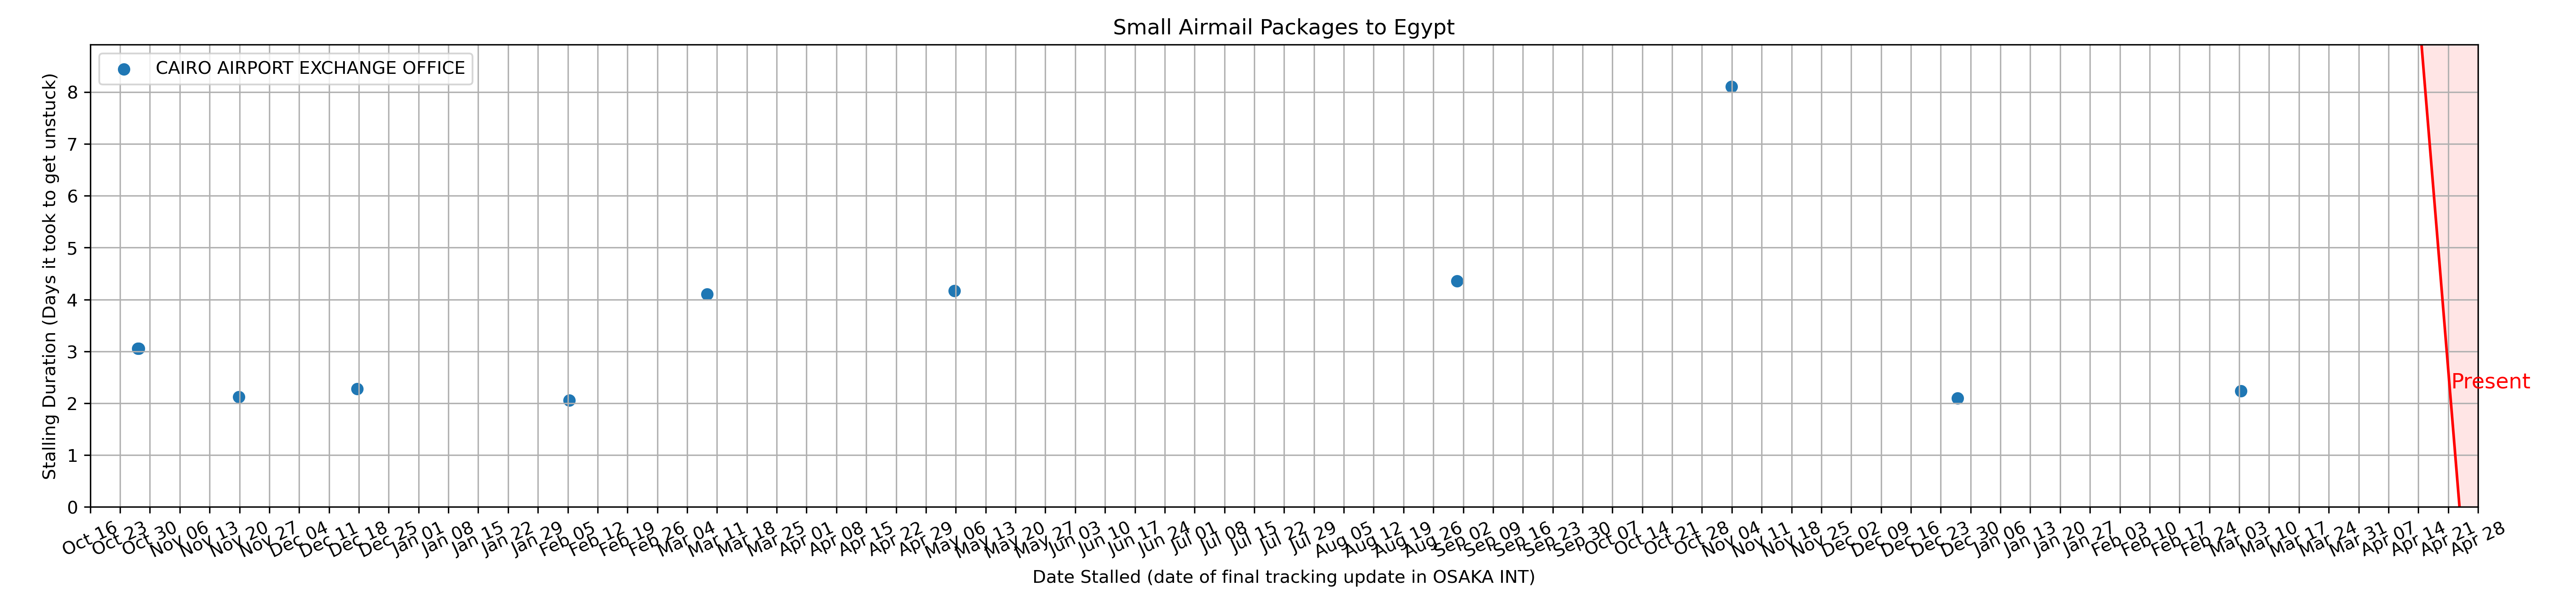 Small Airmail Packages to Egypt
CAIRO AIRPORT EXCHANGE OFFICE
Stalling Duration (Days it took to get unstuck)
8
7
6
5
4
3
2
1
0
Present
Oct 16 Oct 23 Oct 30 Nov 06 Nov 13 Nov 20 Nov 27 Dec 04 Dec 11 Dec 18 Dec 25 Jan 01 Jan 08 Jan 15 Jan 22 Jan 29 Feb 05 Feb 12 Feb 19 Feb 26 Mar 04 Mar 11 Mar 18 Mar 25 Apr 01 Apr 08 Apr 15 Apr 22 Apr 29 May 06 May 13 May 20 May 27 Jun 03 Jun 10 Jun 17 Jun 24 Jul 01 Jul 08 Jul 15 Jul 22 Jul 29 Aug 05 Aug 12 Aug 19 Aug 26 Sep 02 Sep 09 Sep 16 Sep 23 Sep 30 Oct 07 Oct 14 Oct 21 Oct 28 Nov 04 Nov 11 Nov 18 Nov 25 Dec 02 Dec 09 Dec 16 Dec 23 Dec 30 Jan 06 Jan 13 Jan 20 Jan 27 Feb 03 Feb 10 Feb 17 Feb 24 Mar 03 Mar 10 Mar 17 Mar 24 Mar 31 Apr 07 Apr 14 Apr 21 Apr 28
Date Stalled (date of final tracking update in OSAKA INT)